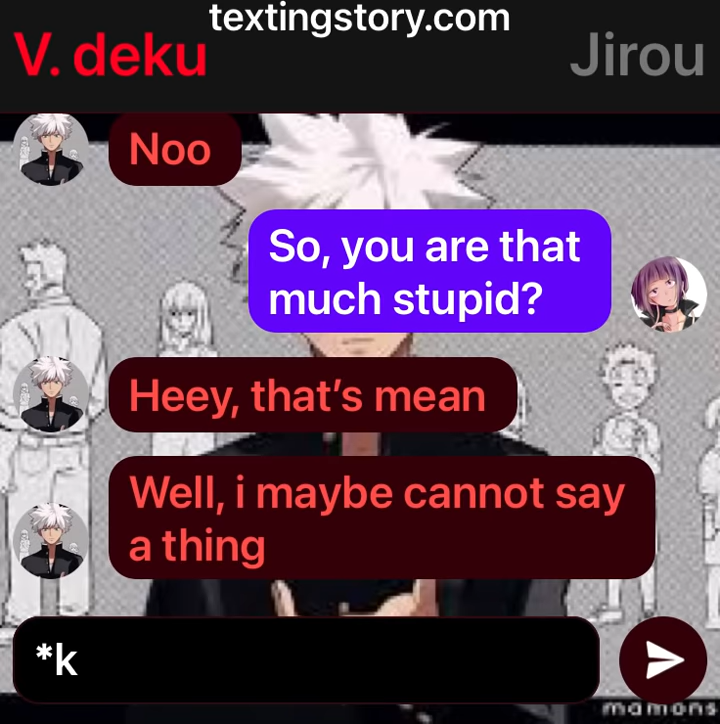 textingstory.com
V. deku
Jirou
Noo
So, you are that
much stupid?
Heey, that’s mean
Well, i maybe cannot say
a thing
*k
mamons